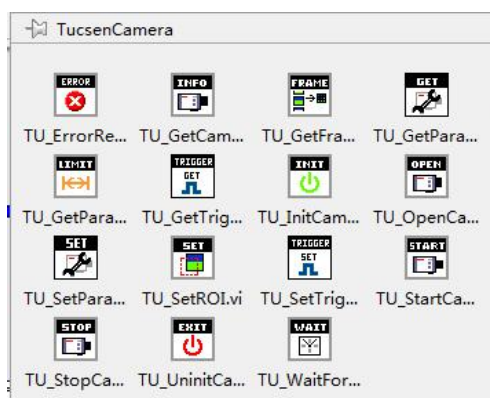 TucsenCamera
ERROR INFO FRAME GET
TU_ErrorRe... TU_GetCam... TU_GetFra... TU_GetPara...
LIMIT TRIGGER GET INIT OPEN
TU_GetPara... TU_GetTrig... TU_InitCam... TU_OpenCa...
SET SET TRIGGER SET START
TU_SetPara... TU_SetROI.vi TU_SetTrig... TU_StartCa...
STOP EXIT WAIT
TU_StopCa... TU_UninitCa... TU_WaitFor...